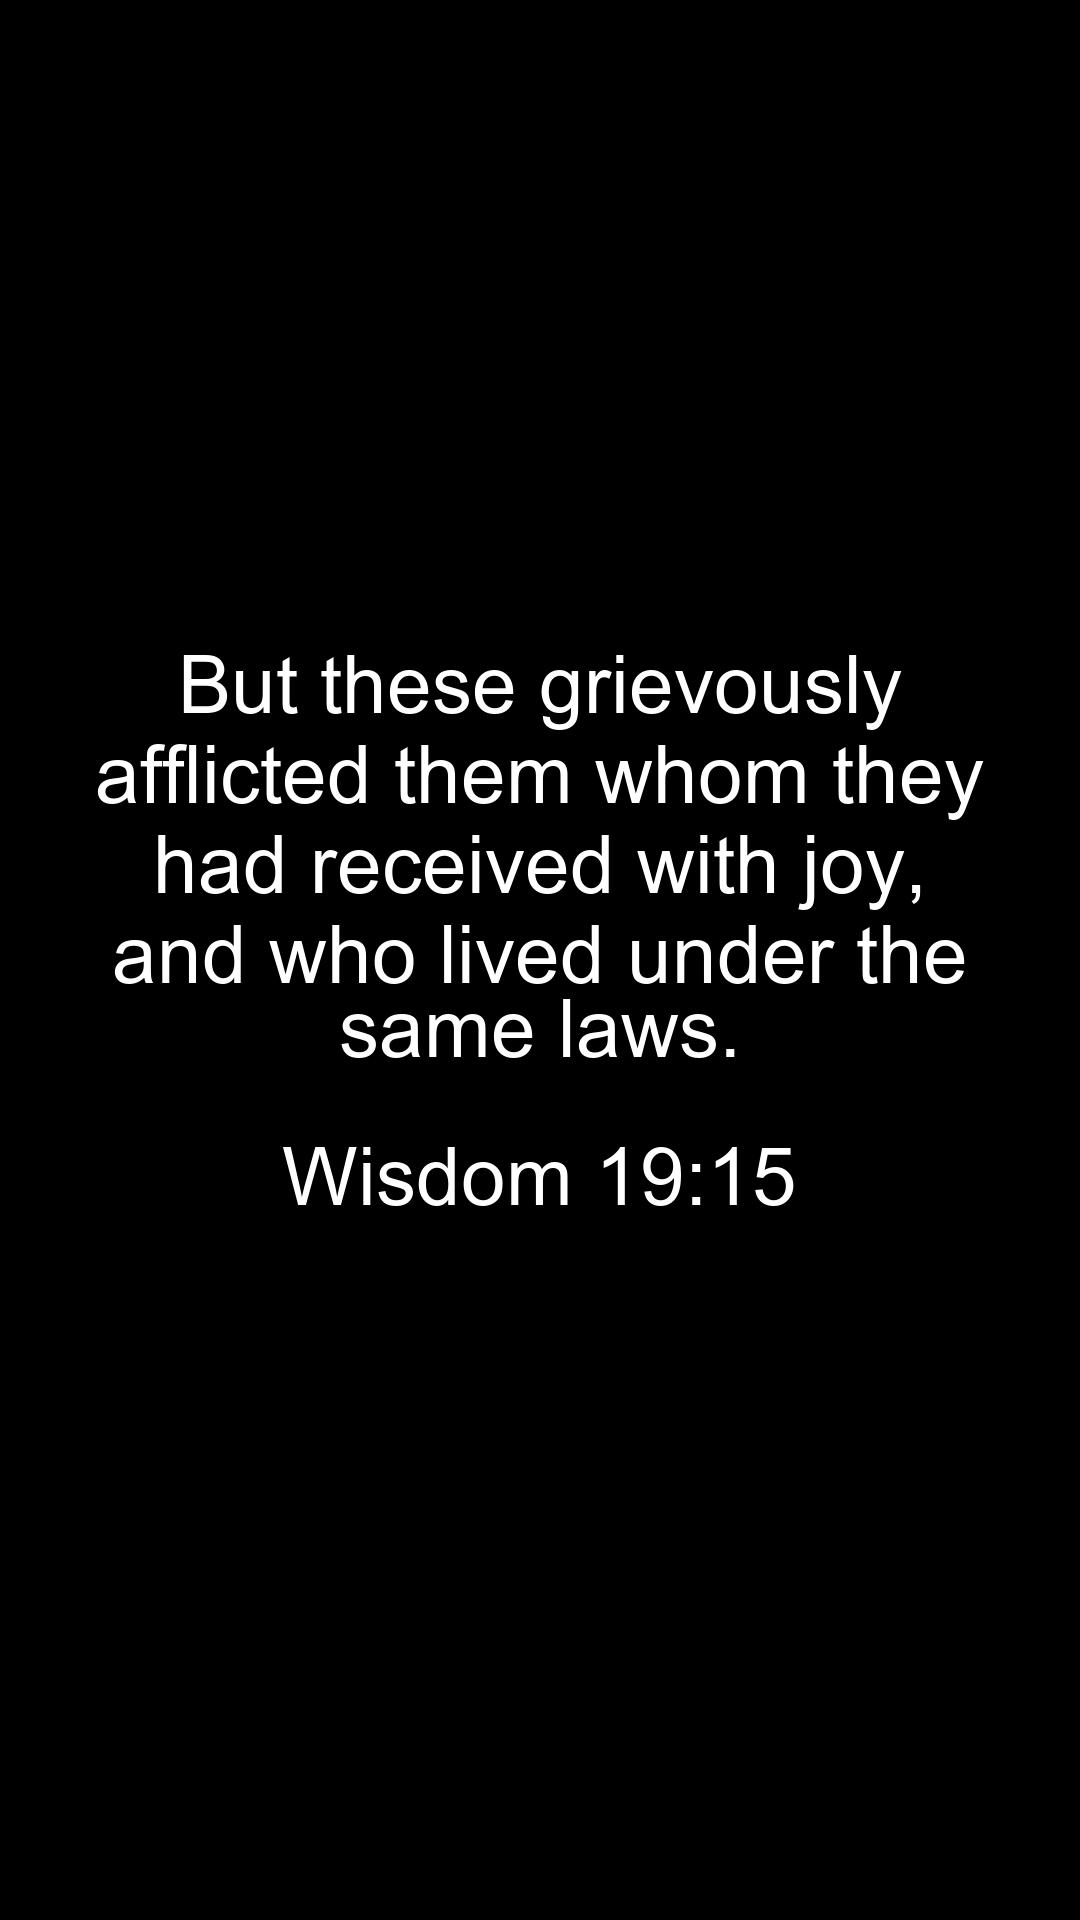 But these grievously
afflicted them whom they
had received with joy,
and who lived under the
same laws.
Wisdom 19:15